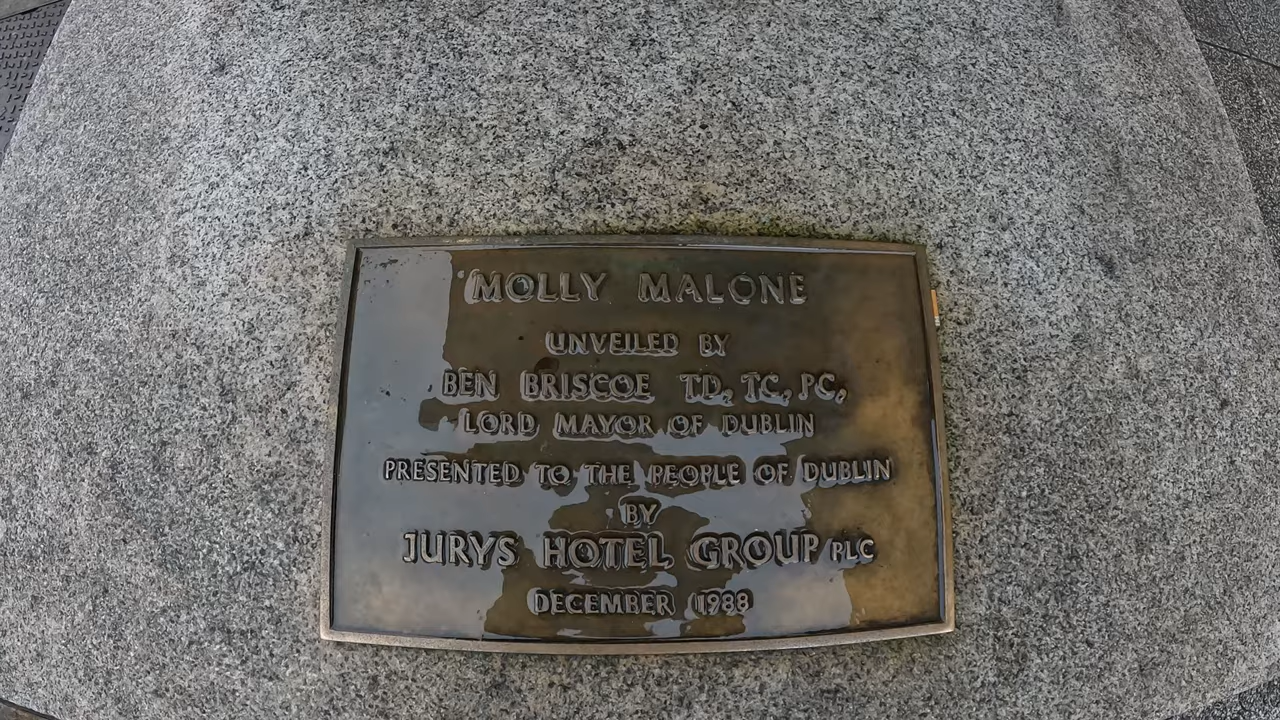 'MOLLY MALONE
UNVEILED BY
BEN BRISCOE TD, TC, PC,
LORD MAYOR OF DUBLIN
PRESENTED TO THE PEOPLE OF DUBLIN
BY
JURYS HOTEL GROUP PLC
DECEMBER 1988